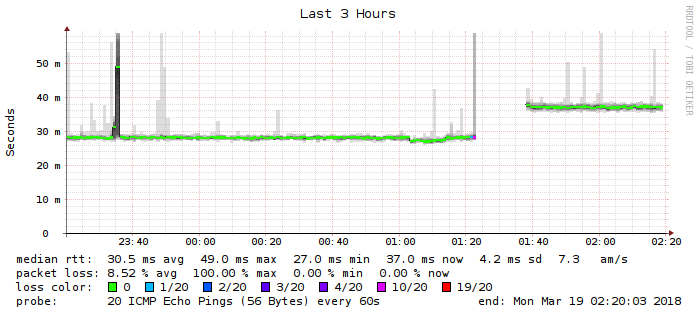 Last 3 Hours
RRDTOOL / TOBI OETIKER
Seconds
50 m
40 m
30 m
20 m
10 m
0
23:40 00:00 00:20 00:40 01:00 01:20 01:40 02:00 02:20
median rtt: 30.5 ms avg 49.0 ms max 27.0 ms min 37.0 ms now 4.2 ms sd 7.3 am/s
packet loss: 8.52 % avg 100.00 % max 0.00 % min 0.00 % now
loss color: 0 1/20 2/20 3/20 4/20 10/20 19/20
probe: 20 ICMP Echo Pings (56 Bytes) every 60s end: Mon Mar 19 02:20:03 2018